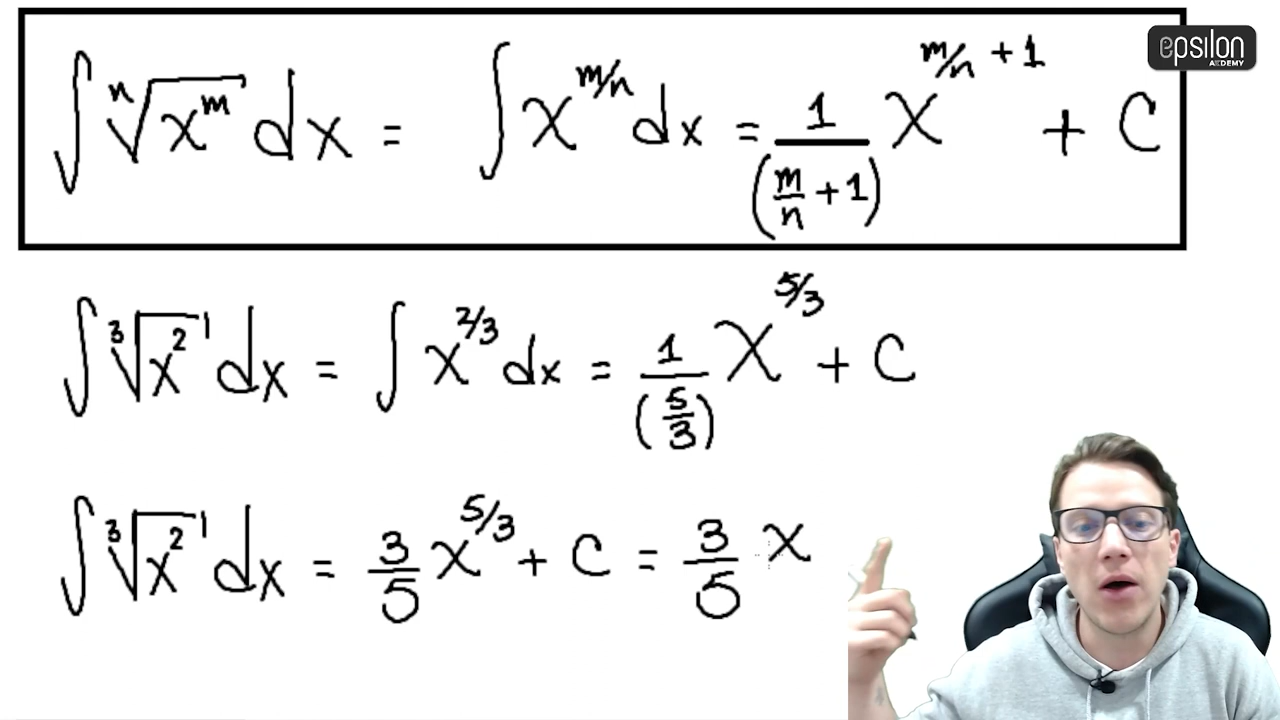 epsilon
ACADEMY
∫ ⁿ√(x^m) dx = ∫ x^(m/n) dx = 1/(m/n + 1) x^(m/n + 1) + C
∫ ³√(x²) dx = ∫ x^(2/3) dx = 1/(5/3) x^(5/3) + C
∫ ³√(x²) dx = 3/5 x^(5/3) + C = 3/5 x